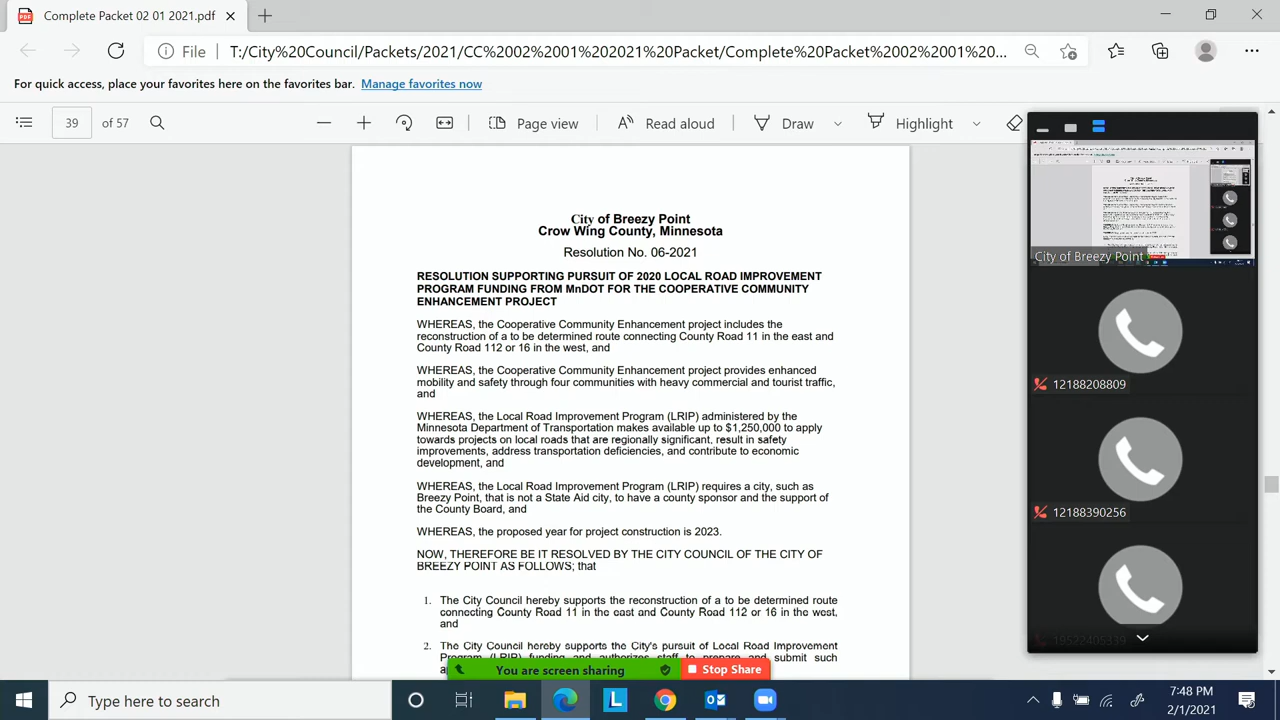 Complete Packet 02 01 2021.pdf
File T:/City%20Council/Packets/2021/CC%2002%2001%202021%20Packet/Complete%20Packet%2002%2001%20...
For quick access, place your favorites here on the favorites bar. Manage favorites now
39 of 57 Page view Read aloud Draw Highlight
City of Breezy Point
Crow Wing County, Minnesota
Resolution No. 06-2021
RESOLUTION SUPPORTING PURSUIT OF 2020 LOCAL ROAD IMPROVEMENT
PROGRAM FUNDING FROM MnDOT FOR THE COOPERATIVE COMMUNITY
ENHANCEMENT PROJECT
WHEREAS, the Cooperative Community Enhancement project includes the
reconstruction of a to be determined route connecting County Road 11 in the east and
County Road 112 or 16 in the west, and
WHEREAS, the Cooperative Community Enhancement project provides enhanced
mobility and safety through four communities with heavy commercial and tourist traffic,
and
WHEREAS, the Local Road Improvement Program (LRIP) administered by the
Minnesota Department of Transportation makes available up to $1,250,000 to apply
towards projects on local roads that are regionally significant, result in safety
improvements, address transportation deficiencies, and contribute to economic
development, and
WHEREAS, the Local Road Improvement Program (LRIP) requires a city, such as
Breezy Point, that is not a State Aid city, to have a county sponsor and the support of
the County Board, and
WHEREAS, the proposed year for project construction is 2023.
NOW, THEREFORE BE IT RESOLVED BY THE CITY COUNCIL OF THE CITY OF
BREEZY POINT AS FOLLOWS; that
1. The City Council hereby supports the reconstruction of a to be determined route
connecting County Road 11 in the east and County Road 112 or 16 in the west,
and
2. The City Council hereby supports the City's pursuit of Local Road Improvement
Program (LRIP) funding and authorizes staff to prepare and submit such
City of Breezy Point
12188208809
12188390256
19522405339
You are screen sharing Stop Share
Type here to search
7:48 PM
2/1/2021